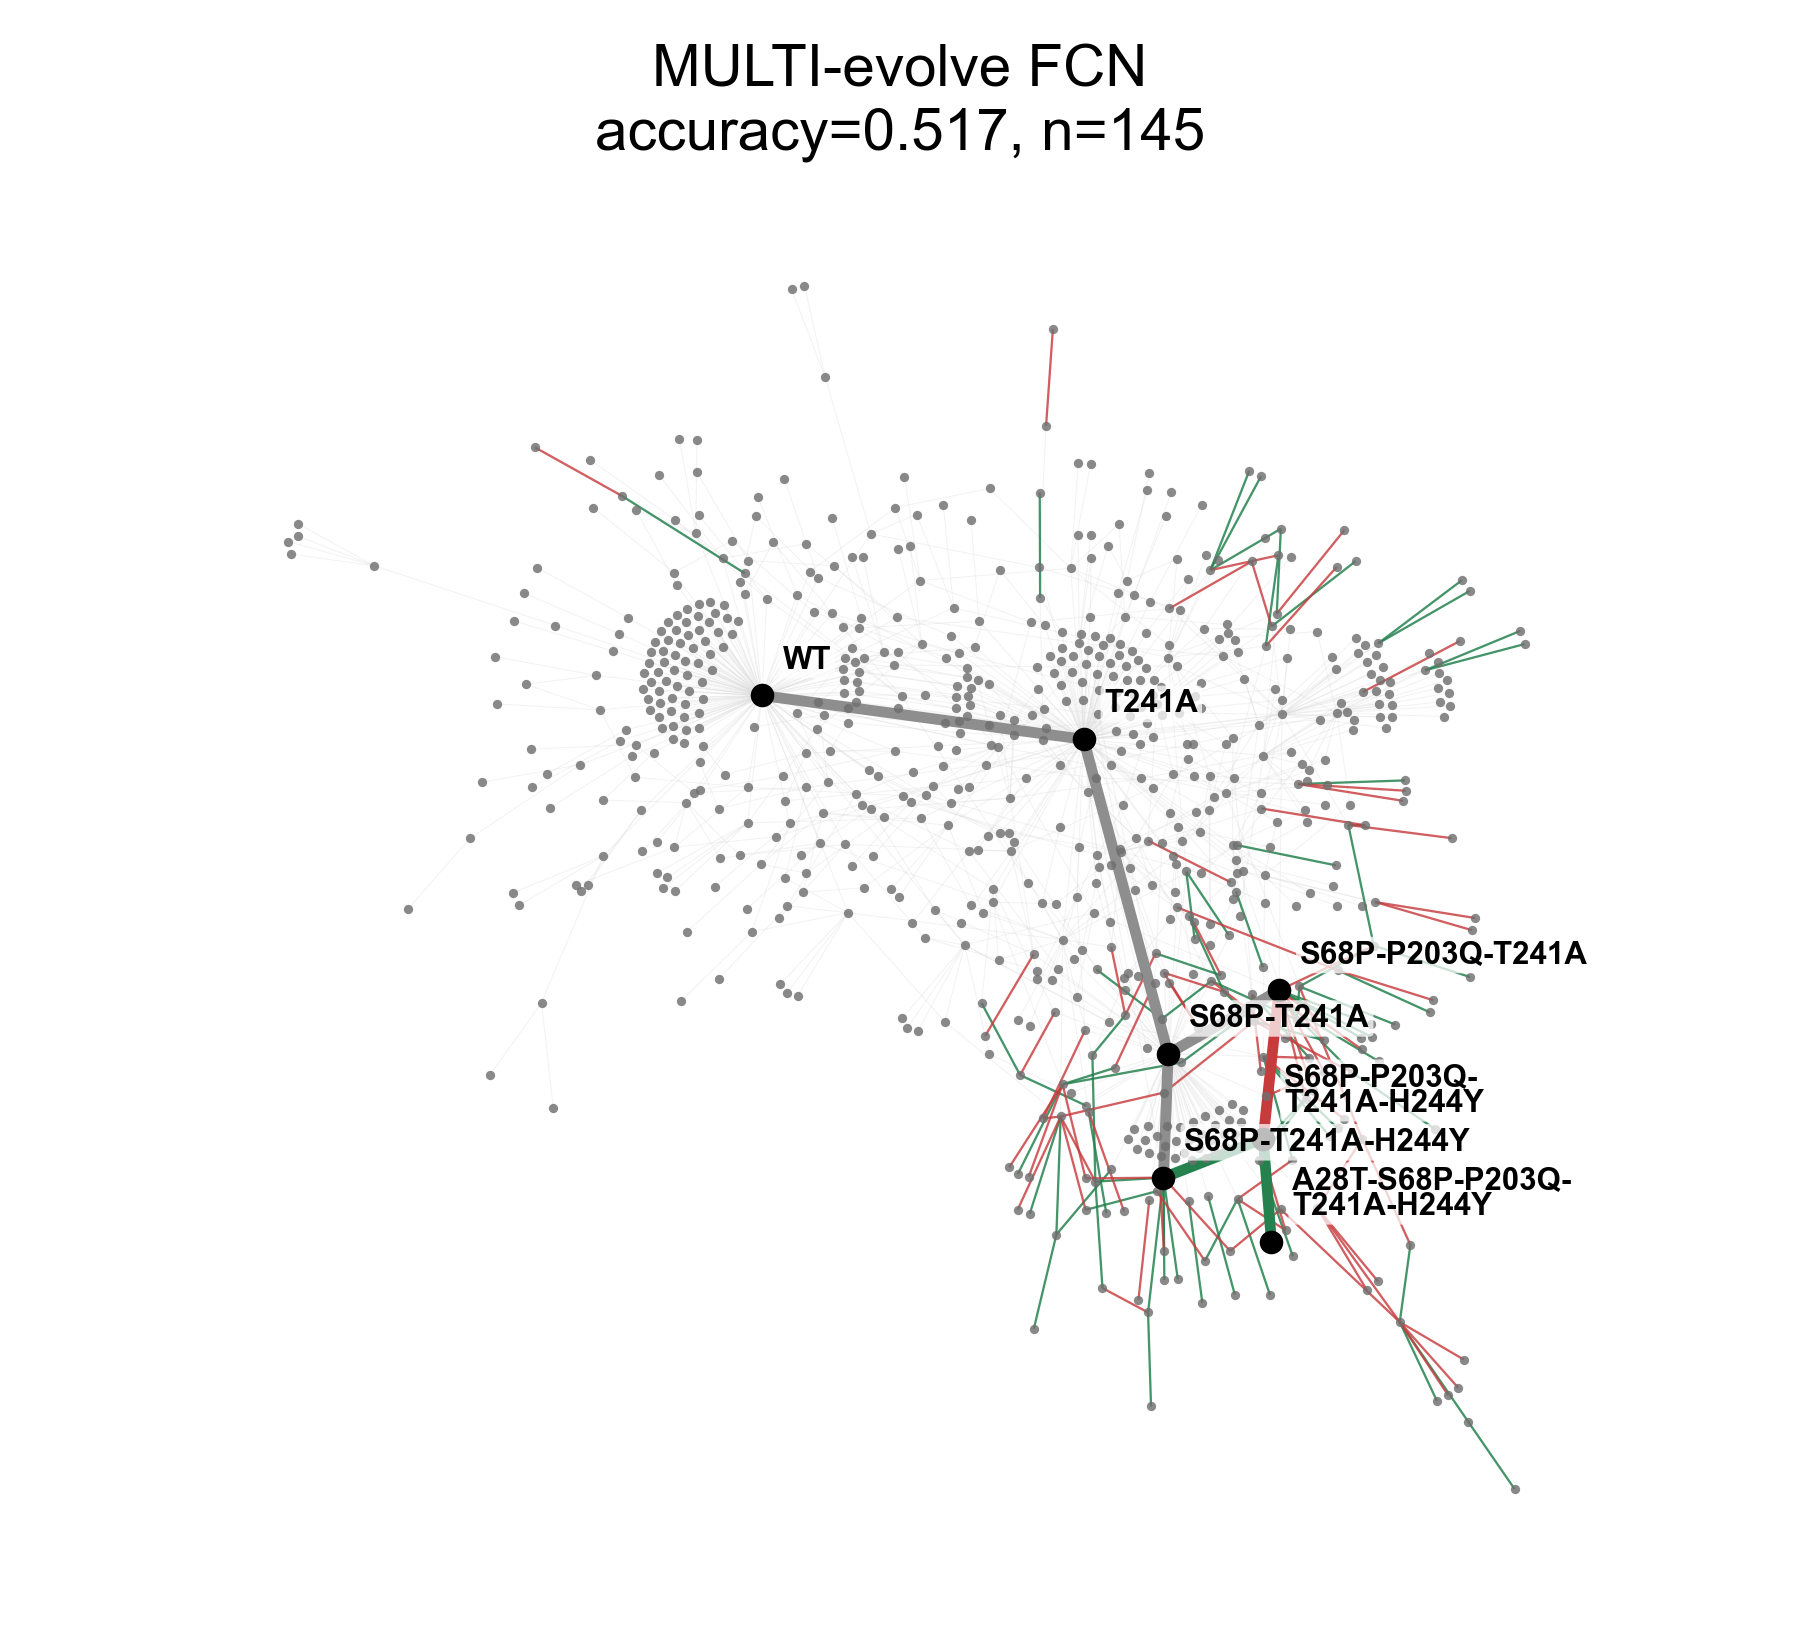 MULTI-evolve FCN
accuracy=0.517, n=145
WT
T241A
S68P-P203Q-T241A
S68P-T241A
S68P-P203Q-
T241A-H244Y
S68P-T241A-H244Y
A28T-S68P-P203Q-
T241A-H244Y